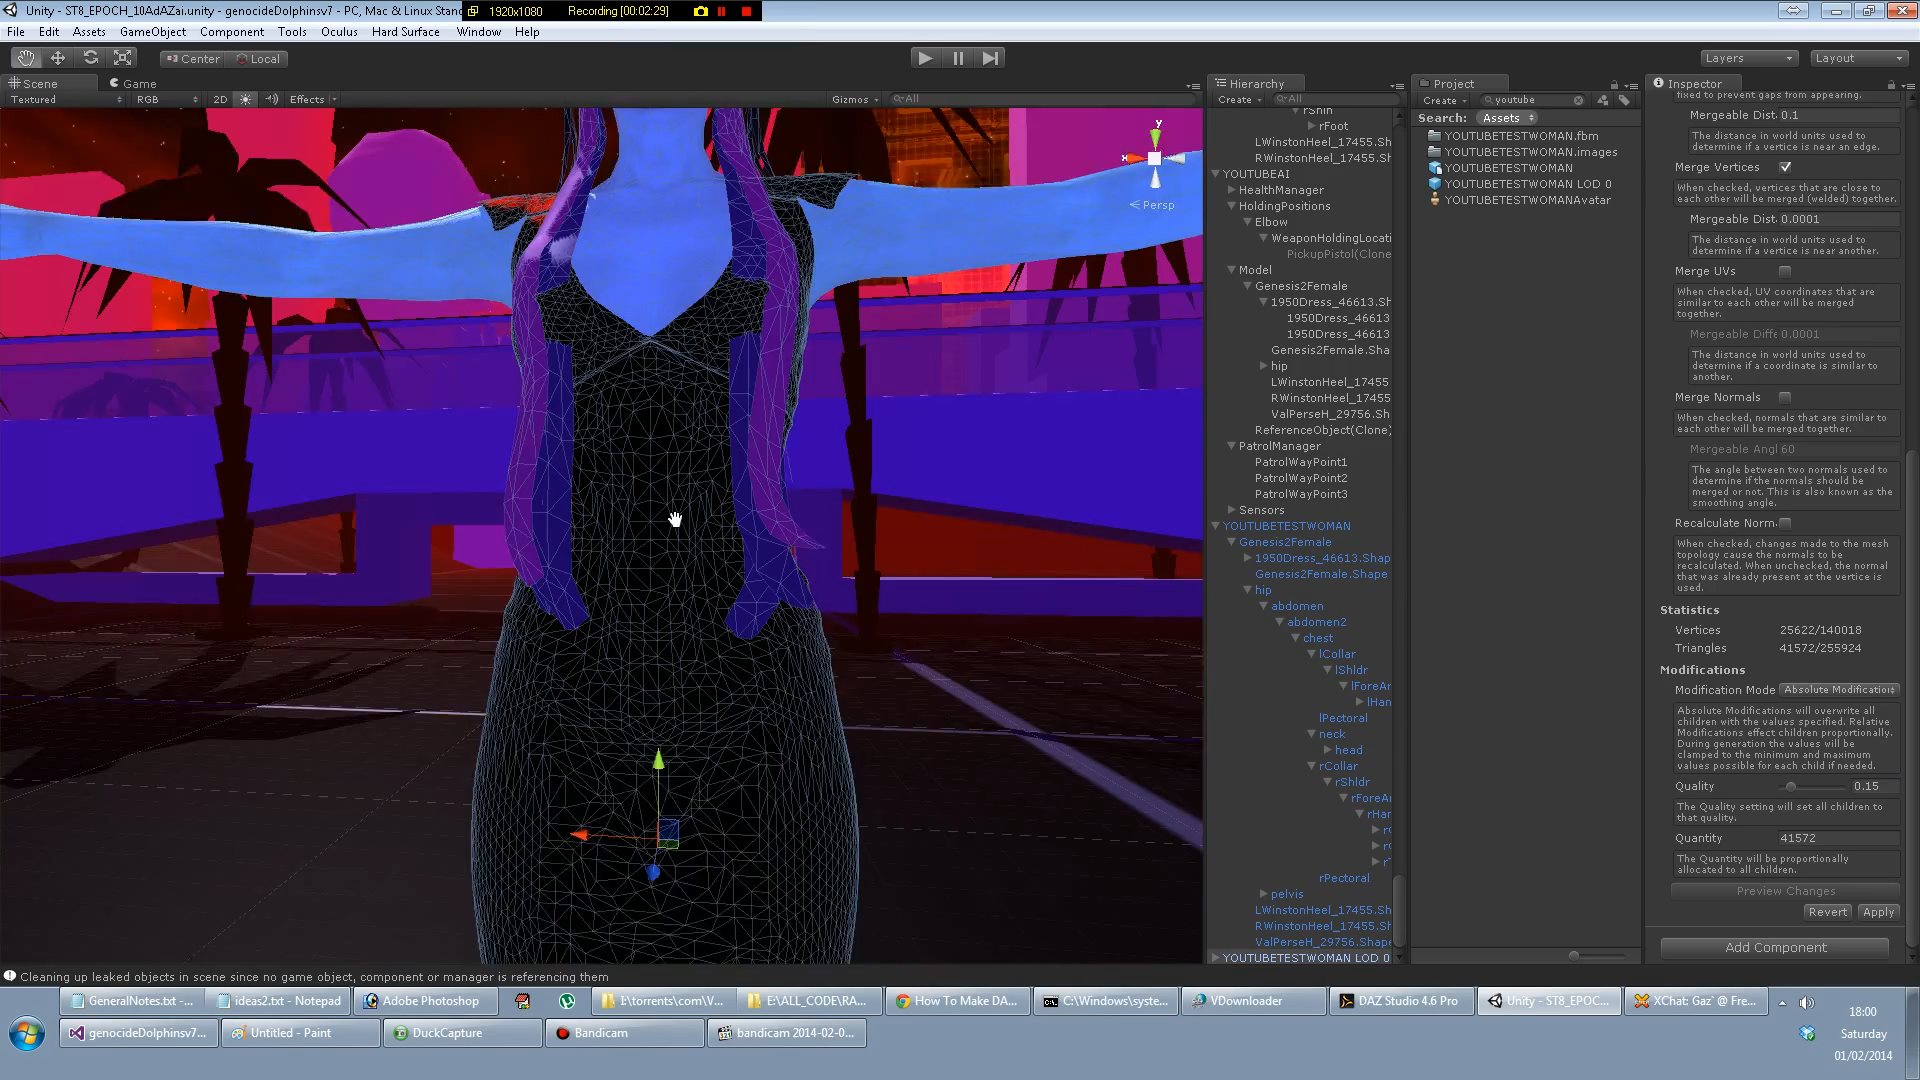 Unity - ST8_EPOCH_10AdAZai.unity - genocideDolphinsv7 - PC, Mac & Linux Stand
1920x1080
Recording [00:02:29]
File Edit Assets GameObject Component Tools Oculus Hard Surface Window Help
Center Local
Layers
Layout
Scene
Game
Textured
RGB
2D
Effects
Gizmos
All
y
x
Persp
Hierarchy
Create
All
rShin
rFoot
LWinstonHeel_17455.Sh
RWinstonHeel_17455.Sh
YOUTUBEAI
HealthManager
HoldingPositions
Elbow
WeaponHoldingLocati
PickupPistol(Clone
Model
Genesis2Female
1950Dress_46613.Sh
1950Dress_46613
1950Dress_46613
Genesis2Female.Sha
hip
LWinstonHeel_17455
RWinstonHeel_17455
ValPerseH_29756.Sh
ReferenceObject(Clone)
PatrolManager
PatrolWayPoint1
PatrolWayPoint2
PatrolWayPoint3
Sensors
YOUTUBETESTWOMAN
Genesis2Female
1950Dress_46613.Shap
Genesis2Female.Shape
hip
abdomen
abdomen2
chest
lCollar
lShldr
lForeAr
lHan
lPectoral
neck
head
rCollar
rShldr
rForeAr
rHar
rPectoral
pelvis
LWinstonHeel_17455.Sh
RWinstonHeel_17455.Sh
ValPerseH_29756.Shape
YOUTUBETESTWOMAN LOD 0
Project
Create
youtube
Search: Assets
YOUTUBETESTWOMAN.fbm
YOUTUBETESTWOMAN.images
YOUTUBETESTWOMAN
YOUTUBETESTWOMAN LOD 0
YOUTUBETESTWOMANAvatar
Inspector
fixed to prevent gaps from appearing.
Mergeable Dist 0.1
The distance in world units used to
determine if a vertex is near an edge.
Merge Vertices
When checked, vertices that are close to
each other will be merged (welded) together.
Mergeable Dist 0.0001
The distance in world units used to
determine if a vertex is near another.
Merge UVs
When checked, UV coordinates that are
similar to each other will be merged
together.
Mergeable Diffe 0.0001
The distance in world units used to
determine if a coordinate is similar to
another.
Merge Normals
When checked, normals that are similar to
each other will be merged together.
Mergeable Angl 60
The angle between two normals used to
determine if the normals should be
merged or not. This is also known as the
smoothing angle.
Recalculate Norm
When checked, changes made to the mesh
topology cause the normals to be
recalculated. When unchecked, the normal
that was already present at the vertice is
used.
Statistics
Vertices 25622/140018
Triangles 41572/255924
Modifications
Modification Mode Absolute Modification
Absolute Modifications will overwrite all
children with the values specified. Relative
Modifications effect children proportionally.
During generation the values will be
clamped to the minimum and maximum
values possible for each child if needed.
Quality 0.15
The Quality setting will set all children to
that quality.
Quantity 41572
The Quantity will be proportionally
allocated to all children.
Preview Changes
Revert Apply
Add Component
Cleaning up leaked objects in scene since no game object, component or manager is referencing them
GeneralNotes.txt -...
ideas2.txt - Notepad
Adobe Photoshop
I:\torrents\com\V...
E:\ALL_CODE\RA...
How To Make DA...
C:\Windows\syste...
VDownloader
DAZ Studio 4.6 Pro
Unity - ST8_EPOC...
XChat: Gaz` @ Fre...
genocideDolphinsv7...
Untitled - Paint
DuckCapture
Bandicam
bandicam 2014-02-0...
18:00
Saturday
01/02/2014